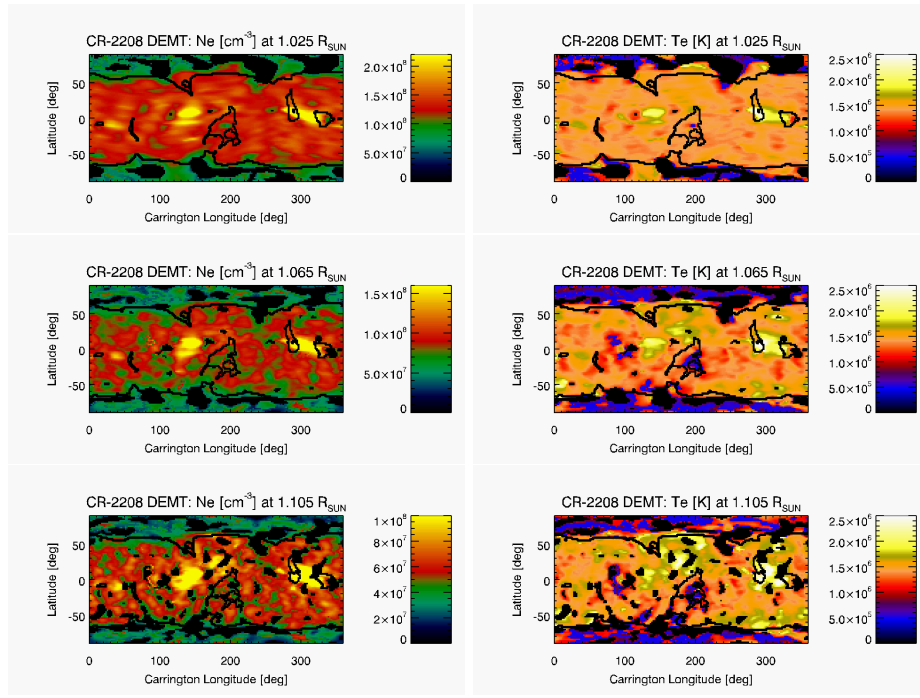 CR-2208 DEMT: Ne [cm⁻³] at 1.025 R_SUN
Latitude [deg]
50
0
-50
0 100 200 300
Carrington Longitude [deg]
2.0×10⁸
1.5×10⁸
1.0×10⁸
5.0×10⁷
0
CR-2208 DEMT: Te [K] at 1.025 R_SUN
Latitude [deg]
50
0
-50
0 100 200 300
Carrington Longitude [deg]
2.5×10⁶
2.0×10⁶
1.5×10⁶
1.0×10⁶
5.0×10⁵
0
CR-2208 DEMT: Ne [cm⁻³] at 1.065 R_SUN
Latitude [deg]
50
0
-50
0 100 200 300
Carrington Longitude [deg]
1.5×10⁸
1.0×10⁸
5.0×10⁷
0
CR-2208 DEMT: Te [K] at 1.065 R_SUN
Latitude [deg]
50
0
-50
0 100 200 300
Carrington Longitude [deg]
2.5×10⁶
2.0×10⁶
1.5×10⁶
1.0×10⁶
5.0×10⁵
0
CR-2208 DEMT: Ne [cm⁻³] at 1.105 R_SUN
Latitude [deg]
50
0
-50
0 100 200 300
Carrington Longitude [deg]
1×10⁸
8×10⁷
6×10⁷
4×10⁷
2×10⁷
0
CR-2208 DEMT: Te [K] at 1.105 R_SUN
Latitude [deg]
50
0
-50
0 100 200 300
Carrington Longitude [deg]
2.5×10⁶
2.0×10⁶
1.5×10⁶
1.0×10⁶
5.0×10⁵
0